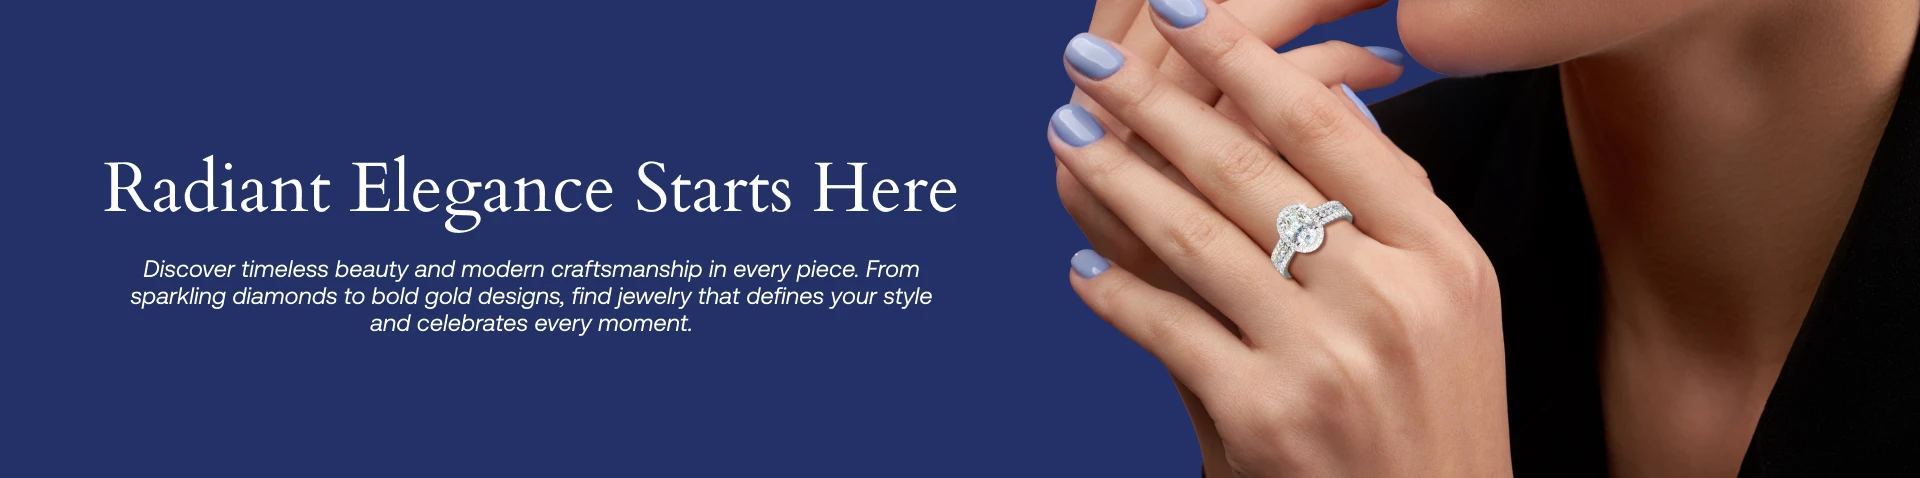 Radiant Elegance Starts Here
Discover timeless beauty and modern craftsmanship in every piece. From
sparkling diamonds to bold gold designs, find jewelry that defines your style
and celebrates every moment.